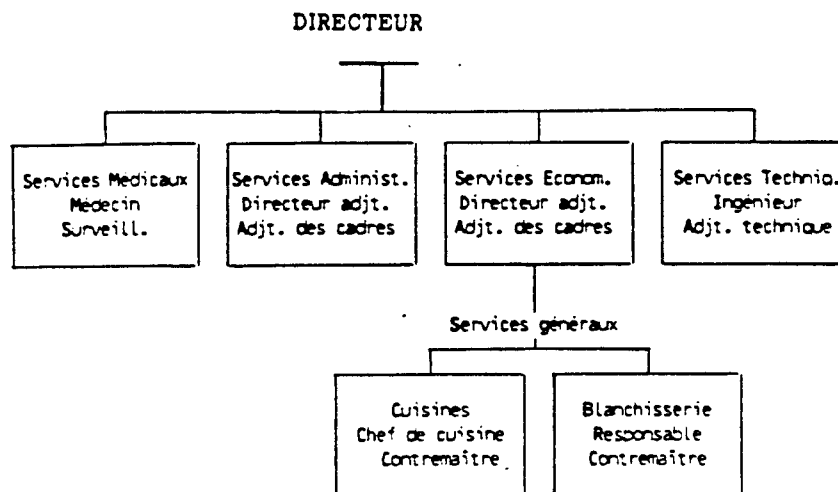 DIRECTEUR
Services Medicaux
Médecin
Surveill.
Services Administ.
Directeur adjt.
Adjt. des cadres
Services Econom.
Directeur adjt.
Adjt. des cadres
Services Techniq.
Ingénieur
Adjt. technique
Services généraux
Cuisines
Chef de cuisine
Contremaître
Blanchisserie
Responsable
Contremaître